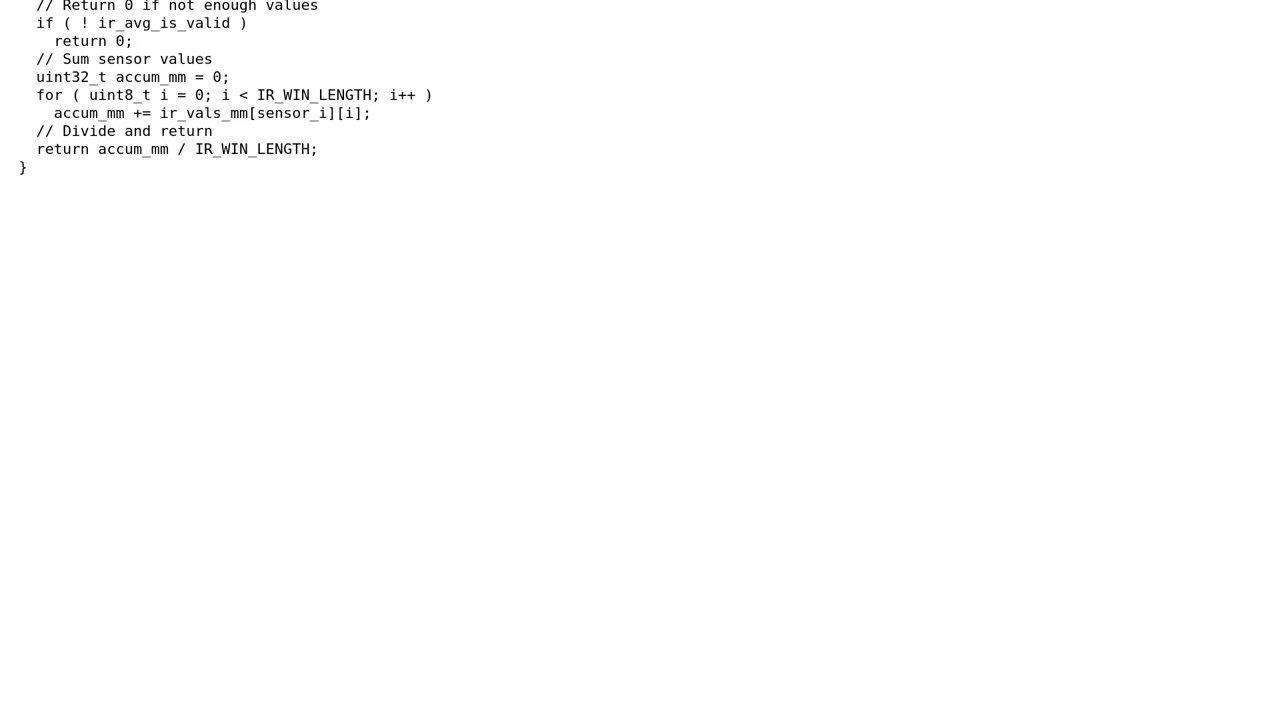 // Return 0 if not enough values
if ( ! ir_avg_is_valid )
return 0;
// Sum sensor values
uint32_t accum_mm = 0;
for ( uint8_t i = 0; i < IR_WIN_LENGTH; i++ )
accum_mm += ir_vals_mm[sensor_i][i];
// Divide and return
return accum_mm / IR_WIN_LENGTH;
}